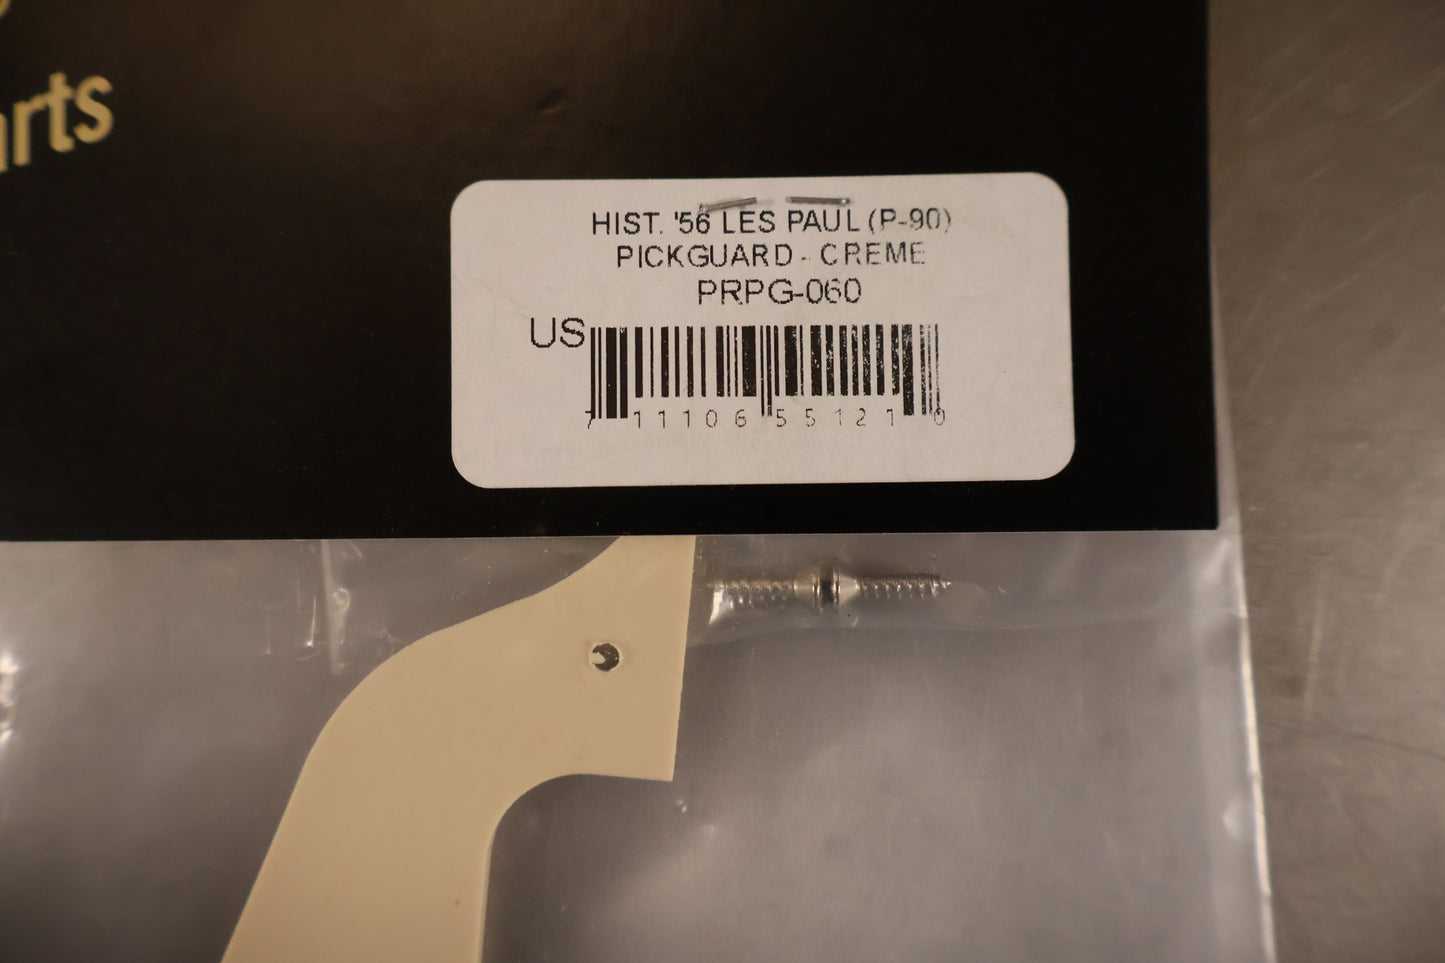 arts
HIST. '56 LES PAUL (P-90)
PICKGUARD - CREME
PRPG-060
US
7 11106 55121 0